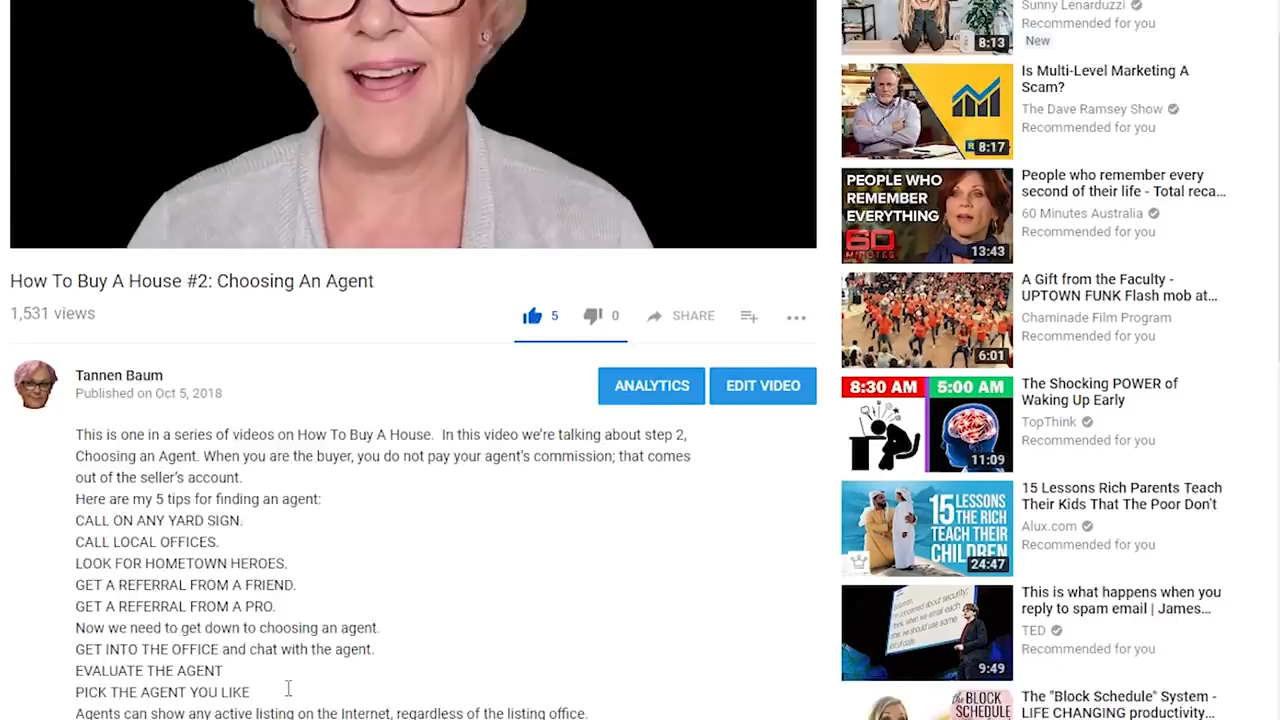 How To Buy A House #2: Choosing An Agent
1,531 views
5
0
SHARE
Tannen Baum
Published on Oct 5, 2018
ANALYTICS
EDIT VIDEO
This is one in a series of videos on How To Buy A House. In this video we're talking about step 2,
Choosing an Agent. When you are the buyer, you do not pay your agent's commission; that comes
out of the seller's account.
Here are my 5 tips for finding an agent:
CALL ON ANY YARD SIGN.
CALL LOCAL OFFICES.
LOOK FOR HOMETOWN HEROES.
GET A REFERRAL FROM A FRIEND.
GET A REFERRAL FROM A PRO.
Now we need to get down to choosing an agent.
GET INTO THE OFFICE and chat with the agent.
EVALUATE THE AGENT
PICK THE AGENT YOU LIKE
Agents can show any active listing on the Internet, regardless of the listing office.
Sunny Lenarduzzi
Recommended for you
New
8:13
Is Multi-Level Marketing A
Scam?
The Dave Ramsey Show
Recommended for you
8:17
PEOPLE WHO
REMEMBER
EVERYTHING
60
MINUTES
13:43
People who remember every
second of their life - Total reca...
60 Minutes Australia
Recommended for you
6:01
A Gift from the Faculty -
UPTOWN FUNK Flash mob at...
Chaminade Film Program
Recommended for you
8:30 AM
5:00 AM
11:09
The Shocking POWER of
Waking Up Early
TopThink
Recommended for you
15 LESSONS
THE RICH
TEACH THEIR
CHILDREN
24:47
15 Lessons Rich Parents Teach
Their Kids That The Poor Don't
Alux.com
Recommended for you
9:49
This is what happens when you
reply to spam email | James...
TED
Recommended for you
the BLOCK
SCHEDULE
The "Block Schedule" System -
LIFE CHANGING productivity...